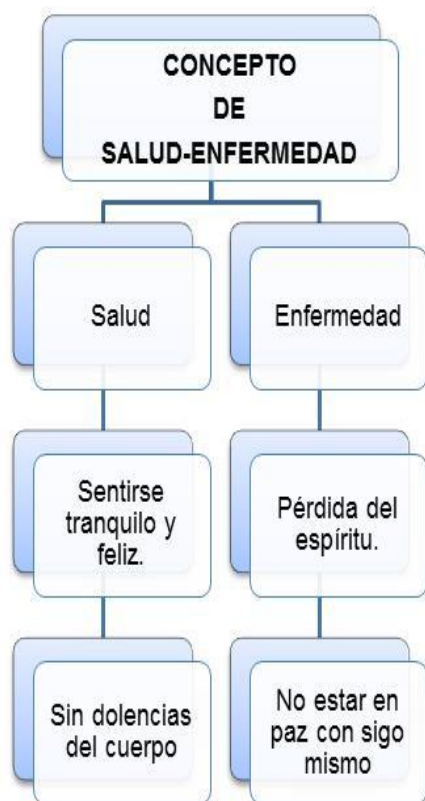 CONCEPTO
DE
SALUD-ENFERMEDAD
Salud
Enfermedad
Sentirse
tranquilo y
feliz.
Pérdida del
espíritu.
Sin dolencias
del cuerpo
No estar en
paz con sigo
mismo